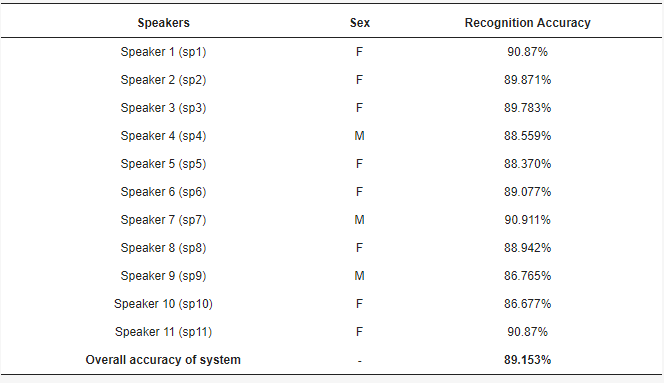 Speakers Sex Recognition Accuracy
Speaker 1 (sp1) F 90.87%
Speaker 2 (sp2) F 89.871%
Speaker 3 (sp3) F 89.783%
Speaker 4 (sp4) M 88.559%
Speaker 5 (sp5) F 88.370%
Speaker 6 (sp6) F 89.077%
Speaker 7 (sp7) M 90.911%
Speaker 8 (sp8) F 88.942%
Speaker 9 (sp9) M 86.765%
Speaker 10 (sp10) F 86.677%
Speaker 11 (sp11) F 90.87%
Overall accuracy of system - 89.153%